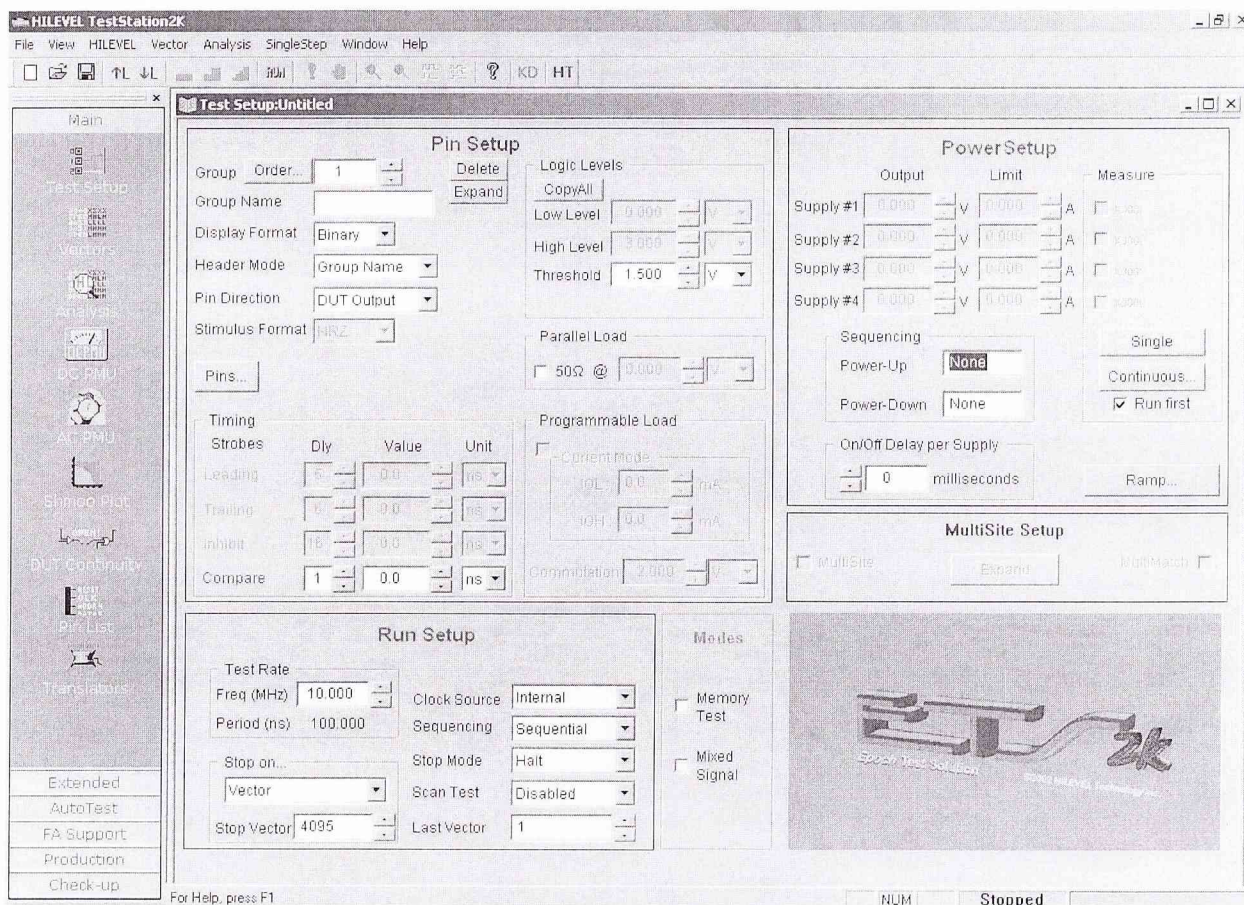 HILEVEL TestStation2K
File View HILEVEL Vector Analysis SingleStep Window Help
↑L ↓L RUN ? KD HT
Main
Test Setup
Vectors
Analysis
DC PMU
AC PMU
Shmoo Plot
DUT Continuity
Pin List
Translators
Extended
AutoTest
FA Support
Production
Check-up
Test Setup:Untitled
Pin Setup
Group Order... 1 Delete
Expand
Group Name
Display Format Binary
Header Mode Group Name
Pin Direction DUT Output
Stimulus Format NRZ
Pins...
Logic Levels
CopyAll
Low Level 0.000 V
High Level 3.000 V
Threshold 1.500 V
Parallel Load
50Ω @ 0.000 V
Timing
Strobes Dly Value Unit
Leading 6 0.0 ns
Trailing 6 0.0 ns
Inhibit 16 0.0 ns
Compare 1 0.0 ns
Programmable Load
Current Mode
IOL 0.0 mA
IOH 0.0 mA
Commutation 2.000 V
PowerSetup
Output Limit Measure
Supply #1 0.000 V 0.000 A
Supply #2 0.000 V 0.000 A
Supply #3 0.000 V 0.000 A
Supply #4 0.000 V 0.000 A
Sequencing
Power-Up None
Power-Down None
Single
Continuous...
Run first
On/Off Delay per Supply
0 milliseconds
Ramp...
MultiSite Setup
MultiSite Expand MultiMatch
Run Setup
Test Rate
Freq (MHz) 10.000
Period (ns) 100.000
Stop on...
Vector
Stop Vector 4095
Clock Source Internal
Sequencing Sequential
Stop Mode Halt
Scan Test Disabled
Last Vector 1
Modes
Memory
Test
Mixed
Signal
ET 2k
Epoch Test Solution
For Help, press F1
NUM Stopped